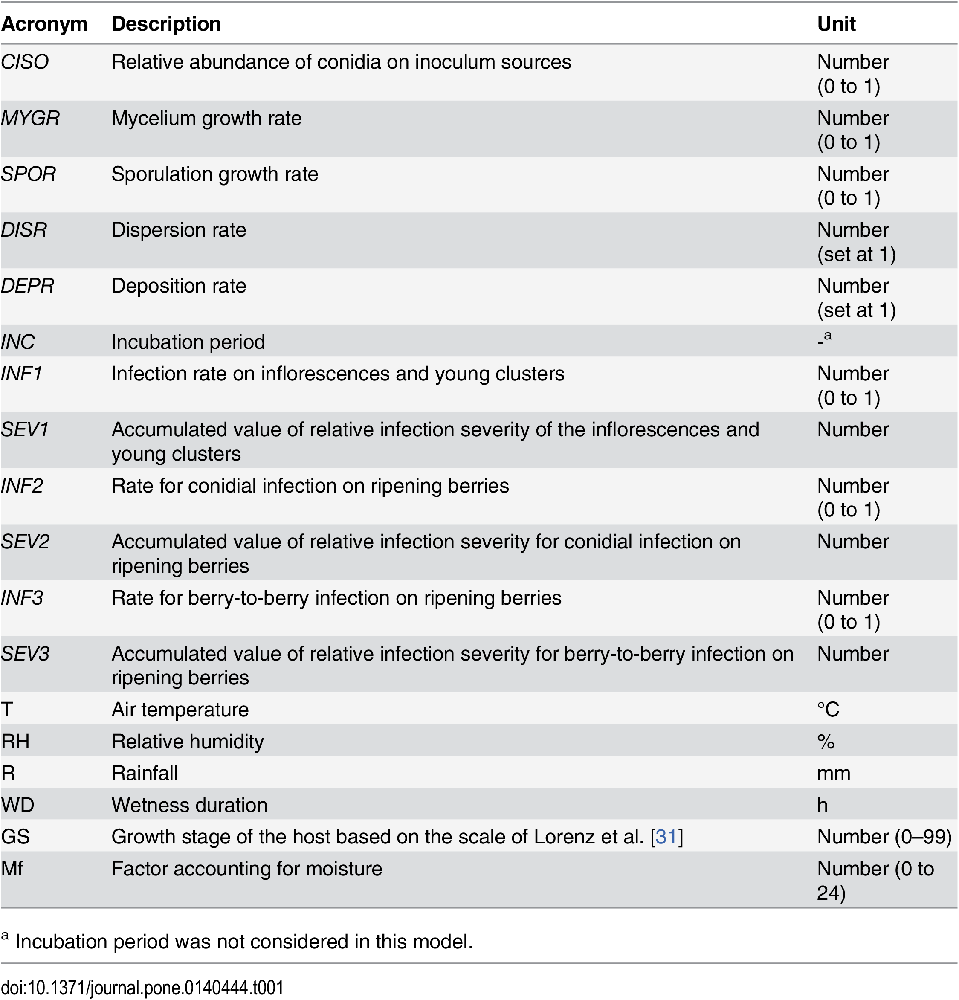 Acronym Description Unit
CISO Relative abundance of conidia on inoculum sources Number
(0 to 1)
MYGR Mycelium growth rate Number
(0 to 1)
SPOR Sporulation growth rate Number
(0 to 1)
DISR Dispersion rate Number
(set at 1)
DEPR Deposition rate Number
(set at 1)
INC Incubation period -a
INF1 Infection rate on inflorescences and young clusters Number
(0 to 1)
SEV1 Accumulated value of relative infection severity of the inflorescences and Number
young clusters
INF2 Rate for conidial infection on ripening berries Number
(0 to 1)
SEV2 Accumulated value of relative infection severity for conidial infection on Number
ripening berries
INF3 Rate for berry-to-berry infection on ripening berries Number
(0 to 1)
SEV3 Accumulated value of relative infection severity for berry-to-berry infection on Number
ripening berries
T Air temperature °C
RH Relative humidity %
R Rainfall mm
WD Wetness duration h
GS Growth stage of the host based on the scale of Lorenz et al. [31] Number (0–99)
Mf Factor accounting for moisture Number (0 to
24)
a Incubation period was not considered in this model.
doi:10.1371/journal.pone.0140444.t001